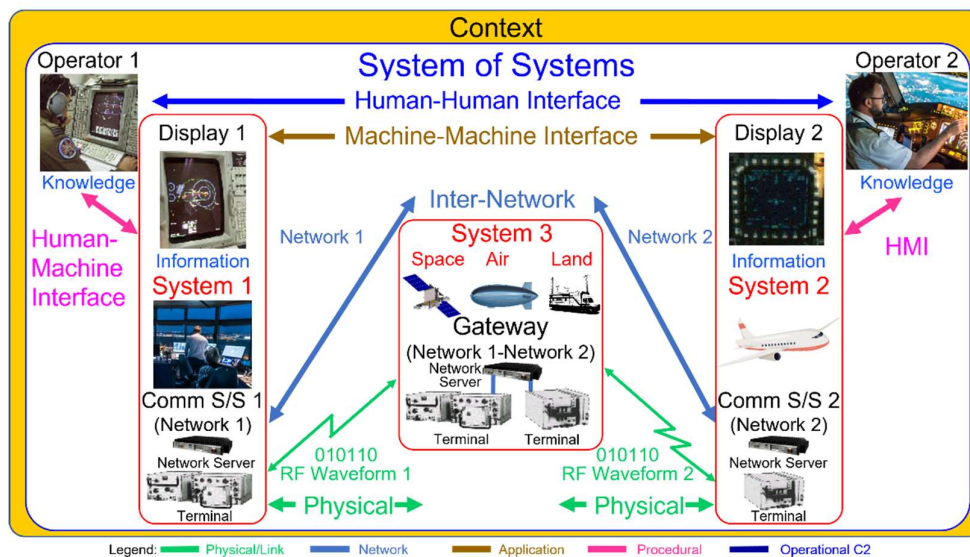 Context
Operator 1
System of Systems
Operator 2
Human-Human Interface
Display 1
Machine-Machine Interface
Display 2
Knowledge
Knowledge
Inter-Network
Human-
Machine
Interface
Network 1
System 3
Network 2
HMI
Information
Space
Air
Land
Information
System 1
System 2
Gateway
(Network 1-Network 2)
Network
Server
Comm S/S 1
(Network 1)
Comm S/S 2
(Network 2)
Terminal
Terminal
Network Server
010110
RF Waveform 1
010110
RF Waveform 2
Network Server
Terminal
Physical
Physical
Terminal
Legend:
Physical/Link
Network
Application
Procedural
Operational C2